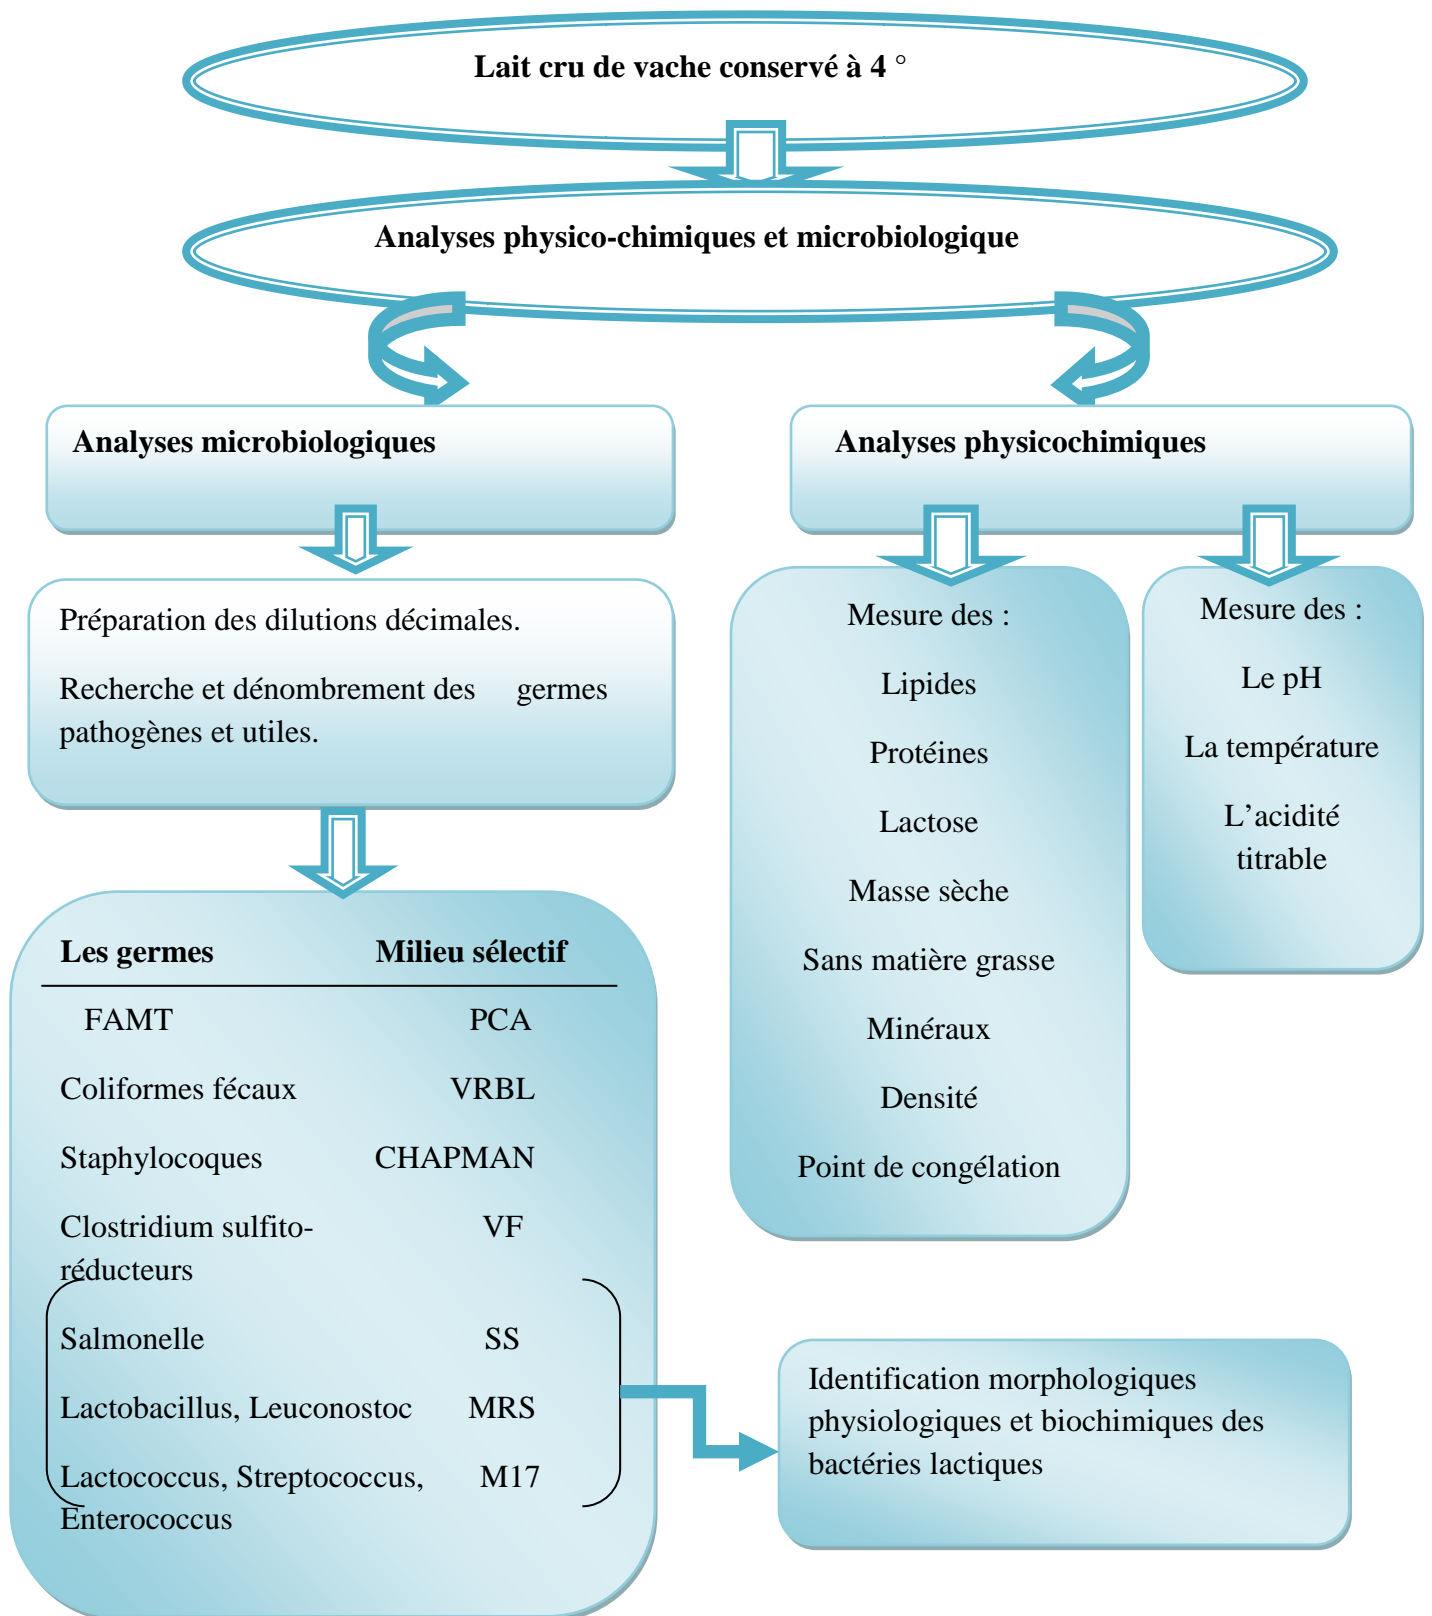 Lait cru de vache conservé à 4 °
Analyses physico-chimiques et microbiologique
Analyses microbiologiques
Préparation des dilutions décimales.
Recherche et dénombrement des germes
pathogènes et utiles.
Les germes Milieu sélectif
FAMT PCA
Coliformes fécaux VRBL
Staphylocoques CHAPMAN
Clostridium sulfito- VF
réducteurs
Salmonelle SS
Lactobacillus, Leuconostoc MRS
Lactococcus, Streptococcus, M17
Enterococcus
Analyses physicochimiques
Mesure des :
Lipides
Protéines
Lactose
Masse sèche
Sans matière grasse
Minéraux
Densité
Point de congélation
Mesure des :
Le pH
La température
L’acidité
titrable
Identification morphologiques
physiologiques et biochimiques des
bactéries lactiques